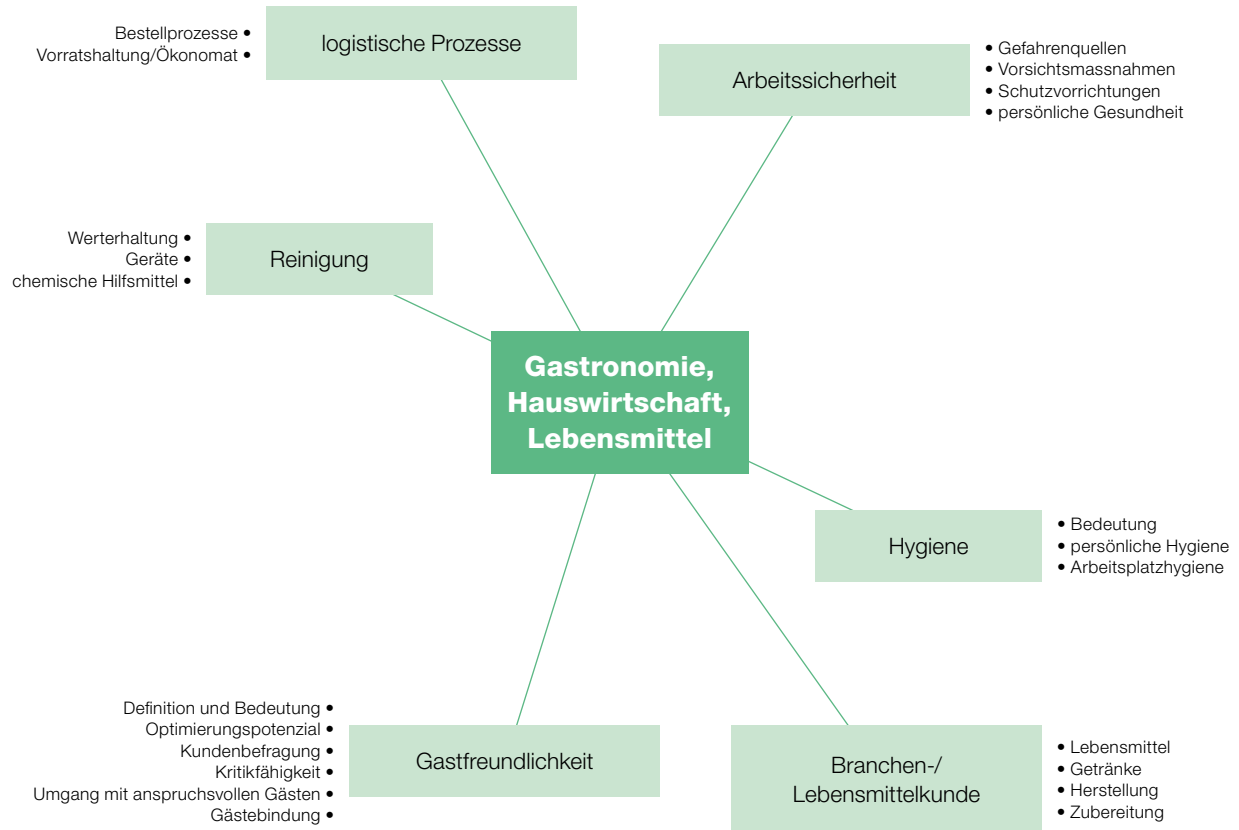 Bestellprozesse •
Vorratshaltung/Ökonomat •
logistische Prozesse
Arbeitssicherheit
• Gefahrenquellen
• Vorsichtsmassnahmen
• Schutzvorrichtungen
• persönliche Gesundheit
Werterhaltung •
Geräte •
chemische Hilfsmittel •
Reinigung
Gastronomie,
Hauswirtschaft,
Lebensmittel
Hygiene
• Bedeutung
• persönliche Hygiene
• Arbeitsplatzhygiene
Definition und Bedeutung •
Optimierungspotenzial •
Kundenbefragung •
Kritikfähigkeit •
Umgang mit anspruchsvollen Gästen •
Gästebindung •
Gastfreundlichkeit
Branchen-/
Lebensmittelkunde
• Lebensmittel
• Getränke
• Herstellung
• Zubereitung